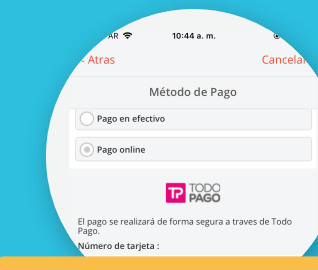 AR 10:44 a. m.
Atras Cancelar
Método de Pago
Pago en efectivo
Pago online
TP TODO
PAGO
El pago se realizará de forma segura a traves de Todo
Pago.
Número de tarjeta :